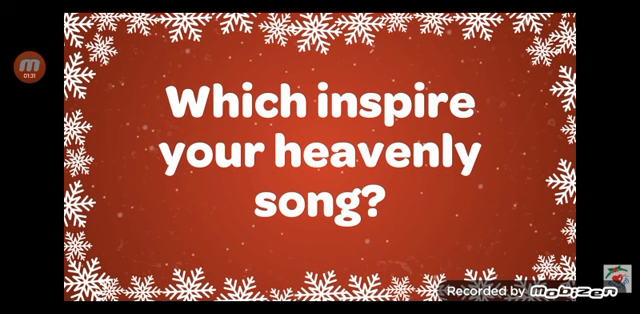 01:31
Which inspire
your heavenly
song?
Recorded by Mobizen